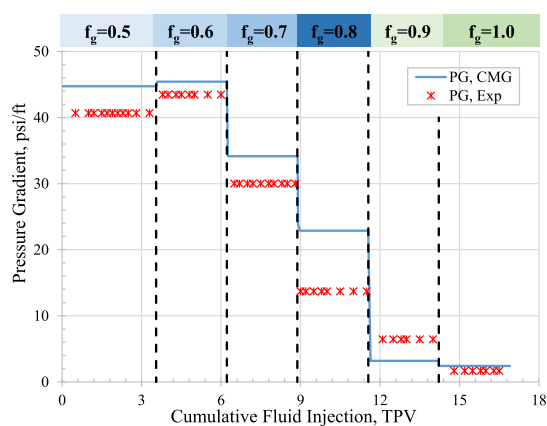 fg=0.5 fg=0.6 fg=0.7 fg=0.8 fg=0.9 fg=1.0
50
40
30
20
10
0
Pressure Gradient, psi/ft
PG, CMG
PG, Exp
0 3 6 9 12 15 18
Cumulative Fluid Injection, TPV